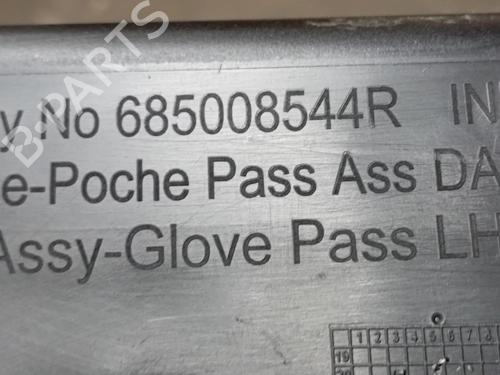 y No 685008544R IN
e-Poche Pass Ass DA
Assy-Glove Pass LH
1 2 3 4 5 6 7 8
19
B-PARTS